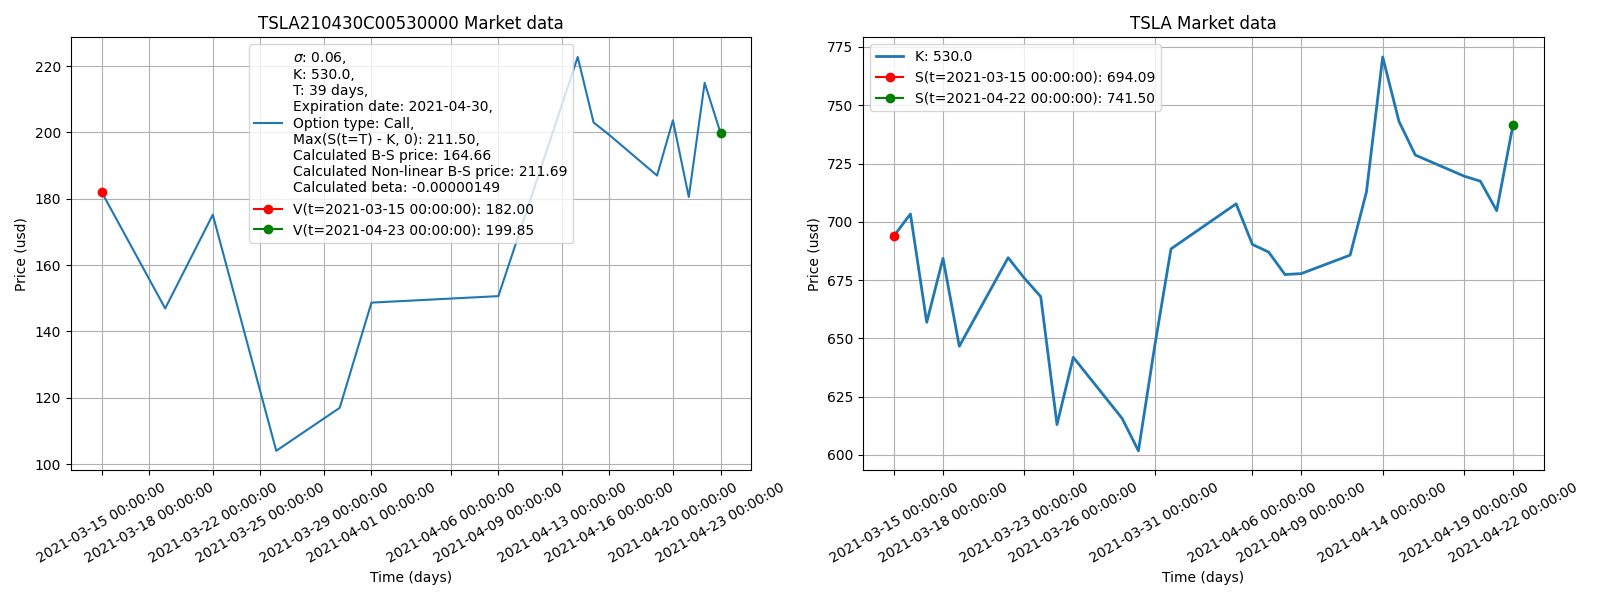 TSLA210430C00530000 Market data
Price (usd)
220
200
180
160
140
120
100
σ: 0.06,
K: 530.0,
T: 39 days,
Expiration date: 2021-04-30,
Option type: Call,
Max(S(t=T) - K, 0): 211.50,
Calculated B-S price: 164.66
Calculated Non-linear B-S price: 211.69
Calculated beta: -0.00000149
V(t=2021-03-15 00:00:00): 182.00
V(t=2021-04-23 00:00:00): 199.85
2021-03-15 00:00:00
2021-03-18 00:00:00
2021-03-22 00:00:00
2021-03-25 00:00:00
2021-03-29 00:00:00
2021-04-01 00:00:00
2021-04-06 00:00:00
2021-04-09 00:00:00
2021-04-13 00:00:00
2021-04-16 00:00:00
2021-04-20 00:00:00
2021-04-23 00:00:00
Time (days)
TSLA Market data
Price (usd)
775
750
725
700
675
650
625
600
K: 530.0
S(t=2021-03-15 00:00:00): 694.09
S(t=2021-04-22 00:00:00): 741.50
2021-03-15 00:00:00
2021-03-18 00:00:00
2021-03-23 00:00:00
2021-03-26 00:00:00
2021-03-31 00:00:00
2021-04-06 00:00:00
2021-04-09 00:00:00
2021-04-14 00:00:00
2021-04-19 00:00:00
2021-04-22 00:00:00
Time (days)